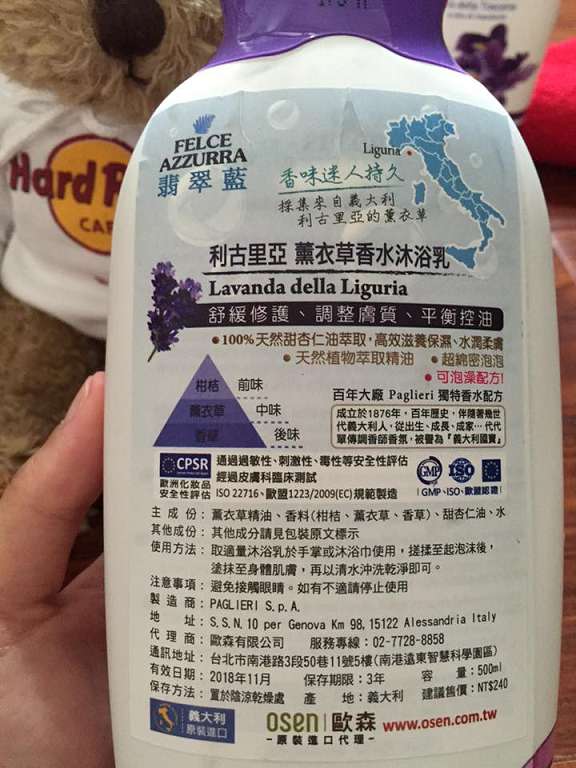 Hard R
CAF
della Toscana
FELCE
AZZURRA
翡翠藍
Liguria
香味迷人持久
採集來自義大利
利古里亞的薰衣草
利古里亞 薰衣草香水沐浴乳
Lavanda della Liguria
舒緩修護、調整膚質、平衡控油
●100%天然甜杏仁油萃取,高效滋養保濕、水潤柔膚
●天然植物萃取精油 ●超綿密泡泡
●可泡澡配方!
柑桔 前味
薰衣草 中味
香草 後味
百年大廠 Paglieri 獨特香水配方
成立於1876年,百年歷史,伴隨著幾世
代義大利人,從出生、成長、成家...代代
單傳調香師香氛,被譽為『義大利國寶』
CPSR
歐洲化妝品
安全性評估
通過過敏性、刺激性、毒性等安全性評估
經過皮膚科臨床測試
ISO 22716、歐盟1223/2009(EC)規範製造
GMP ISO
GMP、ISO、歐盟認證
主成份:薰衣草精油、香料(柑桔、薰衣草、香草)、甜杏仁油、水
其他成份:其他成分請見包裝原文標示
使用方法:取適量沐浴乳於手掌或沐浴巾使用,搓揉至起泡沫後,
塗抹至身體肌膚,再以清水沖洗乾淨即可。
注意事項:避免接觸眼睛。如有不適請停止使用
製造商:PAGLIERI S.p.A.
地址:S.S.N.10 per Genova Km 98,15122 Alessandria Italy
代理商:歐森有限公司 服務專線:02-7728-8858
通訊地址:台北市南港路3段50巷11號5樓(南港遠東智慧科學園區)
有效日期:2018年11月 保存期限:3年 容量:500ml
保存方法:置於陰涼乾燥處 產地:義大利 建議售價:NT$240
義大利
原裝進口
osen|歐森 www.osen.com.tw
-原裝進口代理-